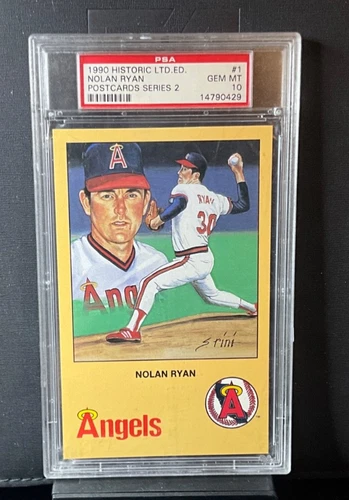 PSA
1990 HISTORIC LTD.ED. #1
NOLAN RYAN GEM MT
POSTCARDS SERIES 2 10
14790429
A
RYAN
30
Ang
NOLAN RYAN
Angels
A